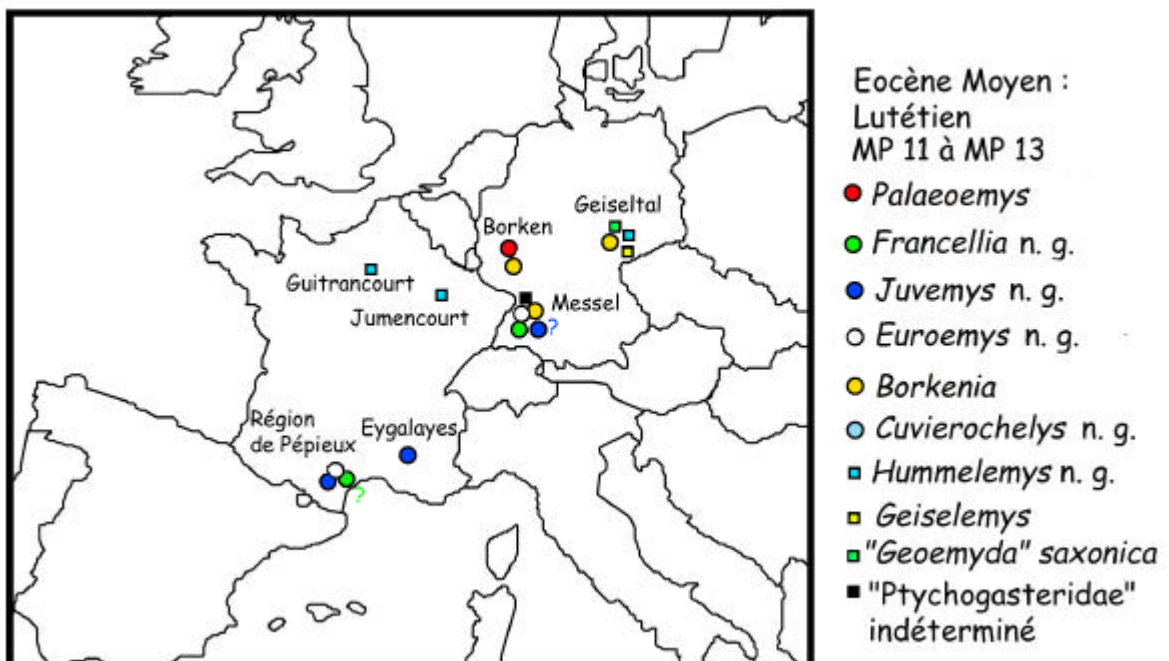 Geiseltal
Borken
Guitrancourt
Messel
Jumencourt
?
Région
de Pépieux
Eygalayes
?
Eocène Moyen :
Lutétien
MP 11 à MP 13
Palaeoemys
Francellia n. g.
Juvemys n. g.
Euroemys n. g.
Borkenia
Cuvierochelys n. g.
Hummelemys n. g.
Geiselemys
"Geoemyda" saxonica
"Ptychogasteridae"
indéterminé